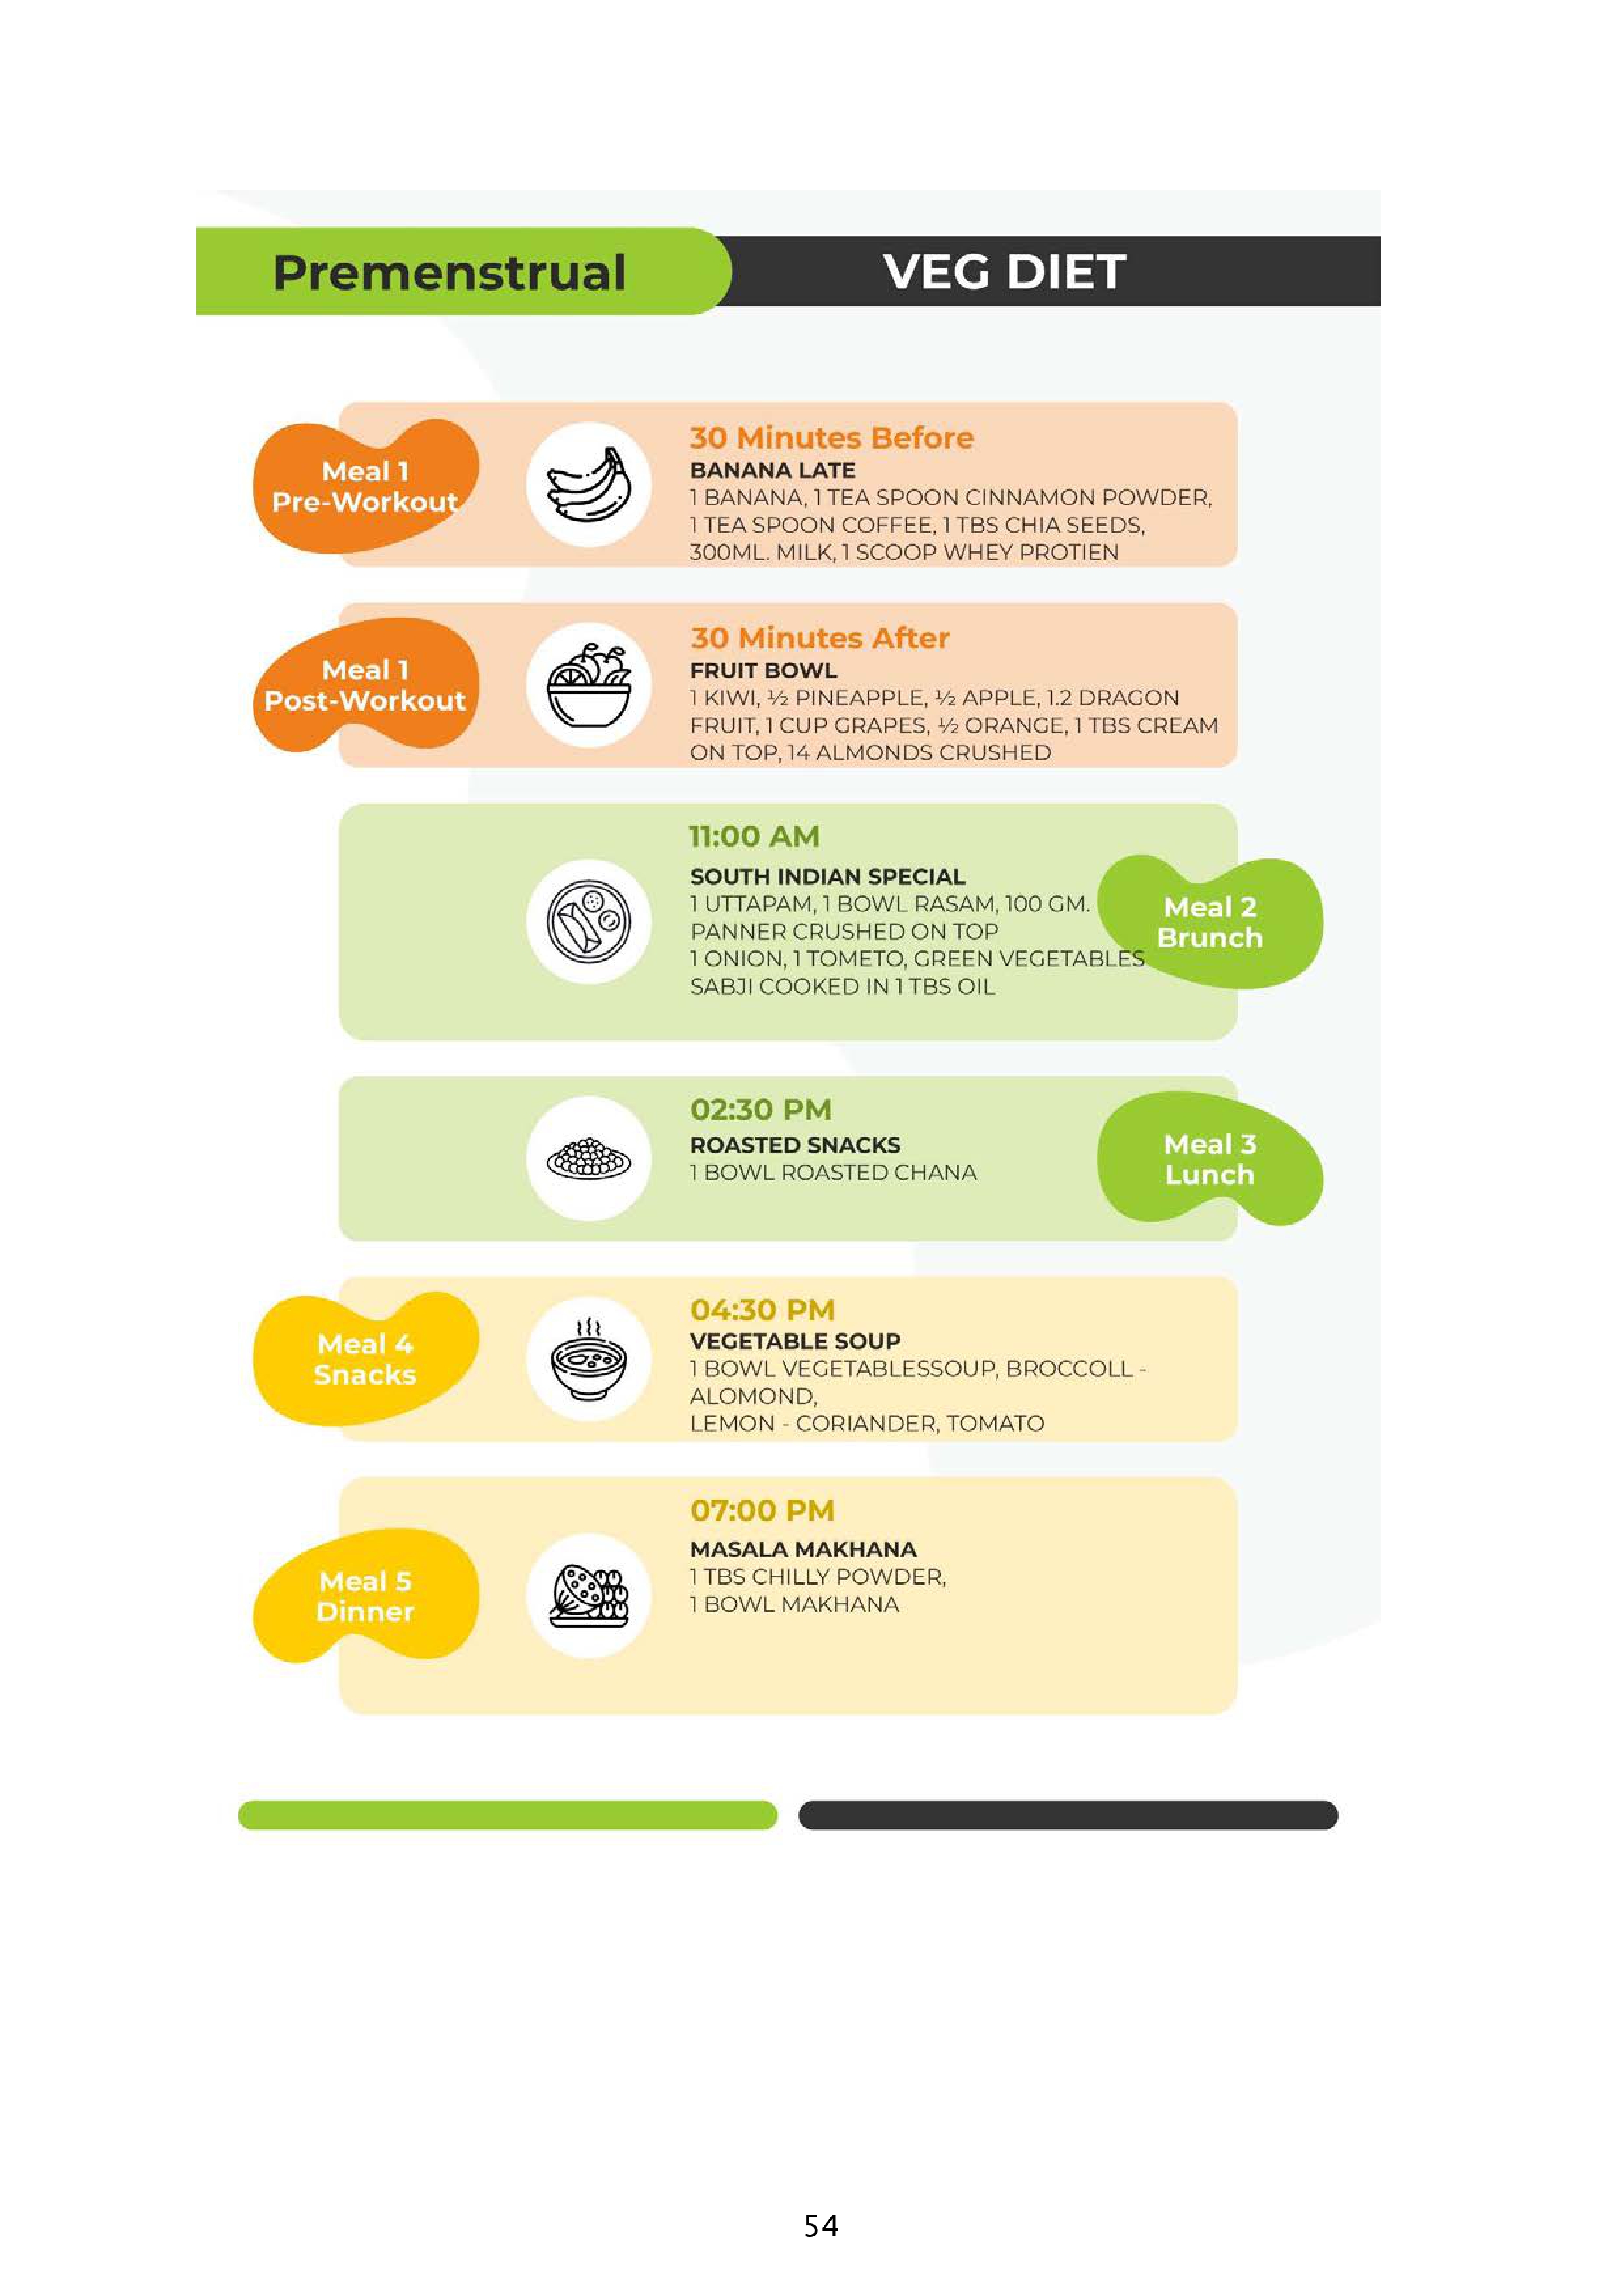 Premenstrual
VEG DIET
Meal 1
Pre-Workout
30 Minutes Before
BANANA LATE
1 BANANA, 1 TEA SPOON CINNAMON POWDER,
1 TEA SPOON COFFEE, 1 TBS CHIA SEEDS,
300ML. MILK, 1 SCOOP WHEY PROTIEN
Meal 1
Post-Workout
30 Minutes After
FRUIT BOWL
1 KIWI, ½ PINEAPPLE, ½ APPLE, 1.2 DRAGON
FRUIT, 1 CUP GRAPES, ½ ORANGE, 1 TBS CREAM
ON TOP, 14 ALMONDS CRUSHED
11:00 AM
SOUTH INDIAN SPECIAL
1 UTTAPAM, 1 BOWL RASAM, 100 GM.
PANNER CRUSHED ON TOP
1 ONION, 1 TOMETO, GREEN VEGETABLES
SABJI COOKED IN 1 TBS OIL
Meal 2
Brunch
02:30 PM
ROASTED SNACKS
1 BOWL ROASTED CHANA
Meal 3
Lunch
Meal 4
Snacks
04:30 PM
VEGETABLE SOUP
1 BOWL VEGETABLESSOUP, BROCCOLL -
ALOMOND,
LEMON - CORIANDER, TOMATO
Meal 5
Dinner
07:00 PM
MASALA MAKHANA
1 TBS CHILLY POWDER,
1 BOWL MAKHANA
54